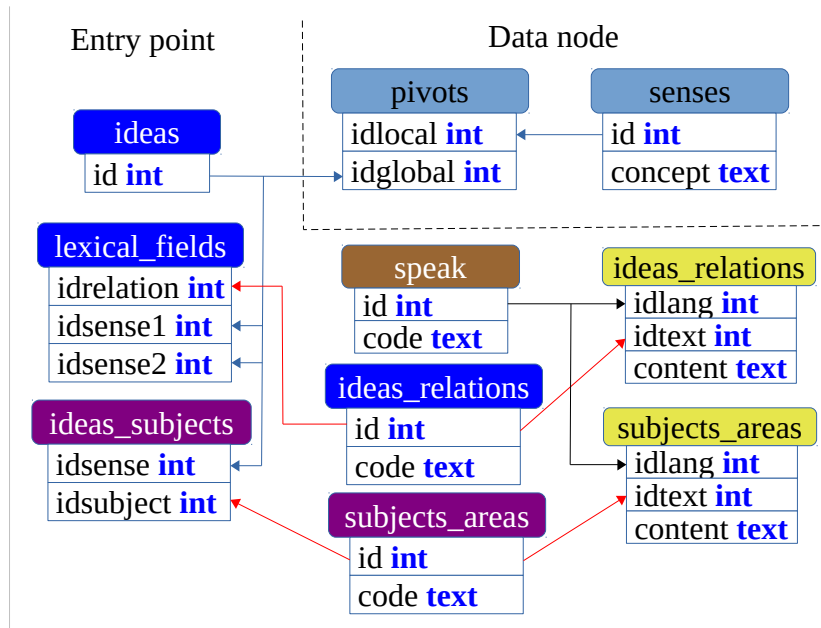 Entry point
Data node
ideas
id int
pivots
idlocal int
idglobal int
senses
id int
concept text
lexical_fields
idrelation int
idsense1 int
idsense2 int
speak
id int
code text
ideas_relations
idlang int
idtext int
content text
ideas_relations
id int
code text
ideas_subjects
idsense int
idsubject int
subjects_areas
idlang int
idtext int
content text
subjects_areas
id int
code text